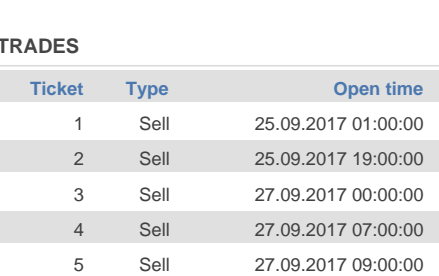 TRADES
Ticket Type Open time
1 Sell 25.09.2017 01:00:00
2 Sell 25.09.2017 19:00:00
3 Sell 27.09.2017 00:00:00
4 Sell 27.09.2017 07:00:00
5 Sell 27.09.2017 09:00:00